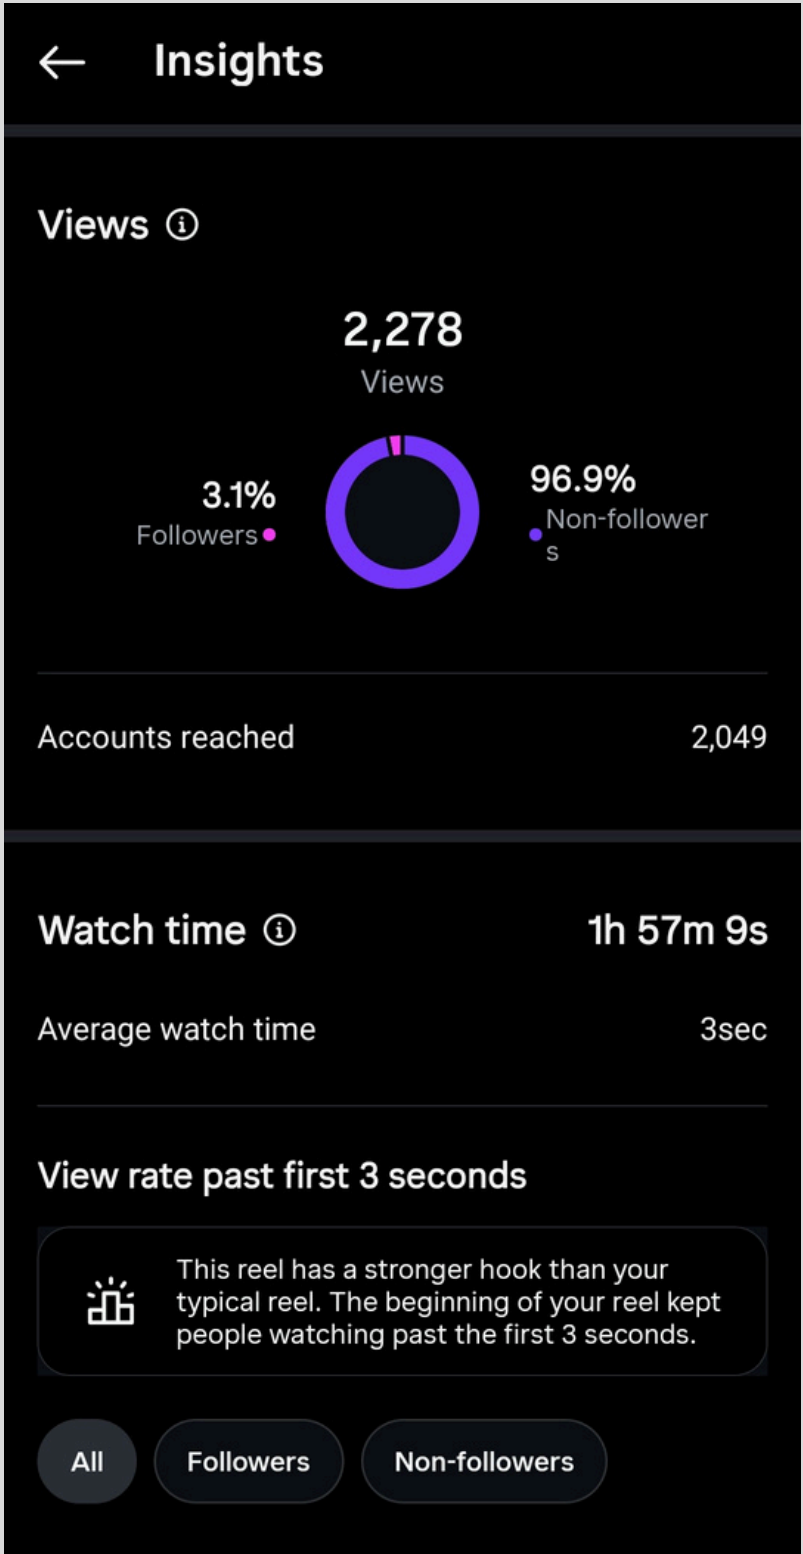 Insights
Views
2,278
Views
3.1%
Followers
96.9%
Non-follower
s
Accounts reached
2,049
Watch time
1h 57m 9s
Average watch time
3sec
View rate past first 3 seconds
This reel has a stronger hook than your
typical reel. The beginning of your reel kept
people watching past the first 3 seconds.
All
Followers
Non-followers